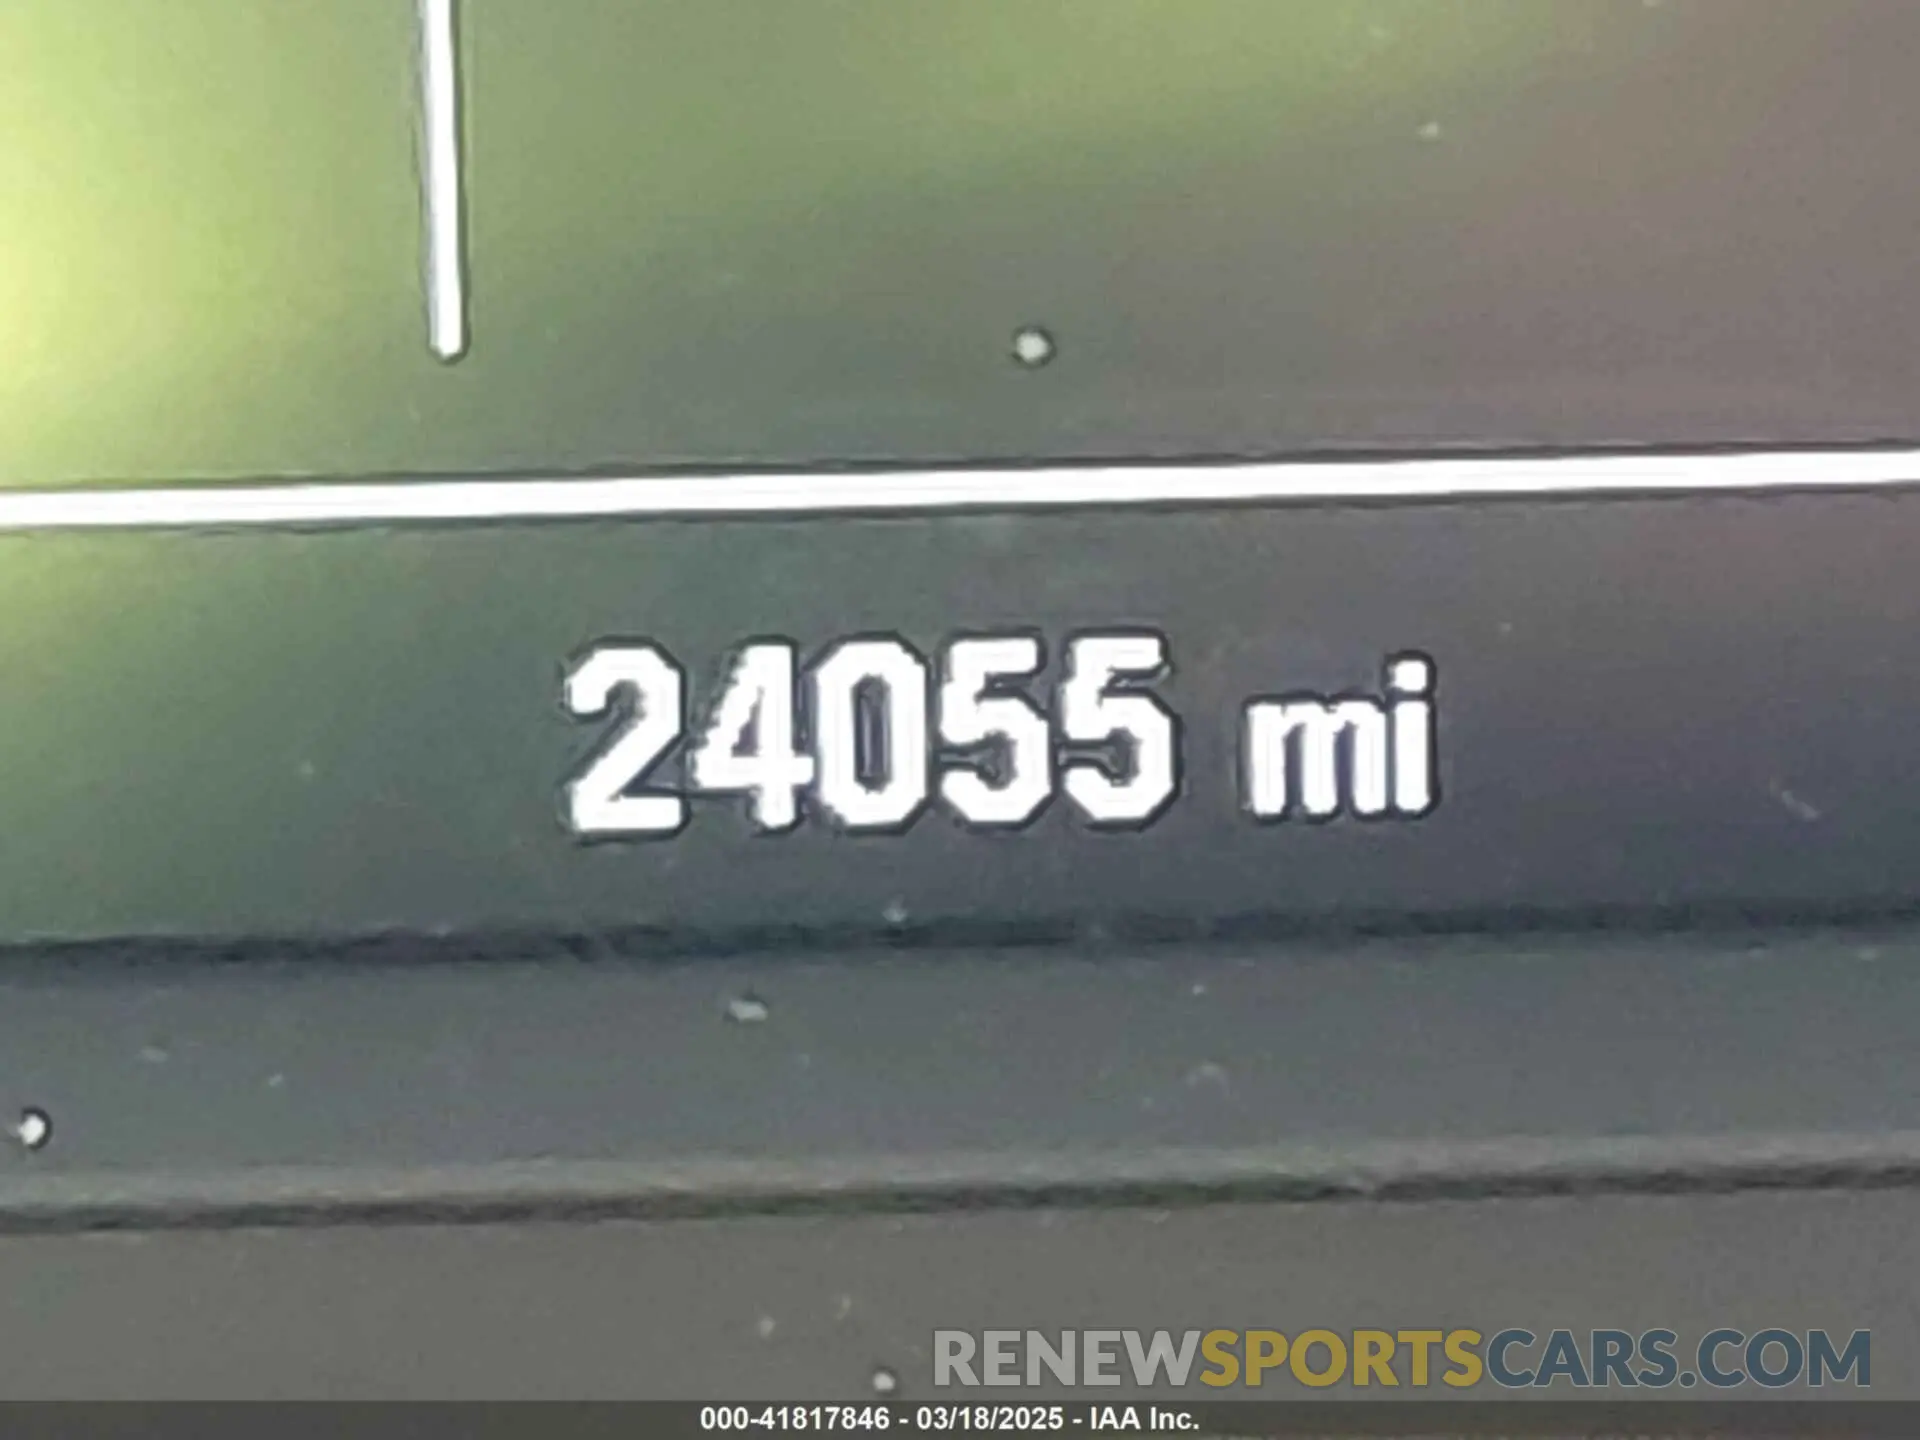 24055 mi
RENEWSPORTSCARS.COM
000-41817846 - 03/18/2025 - IAA Inc.